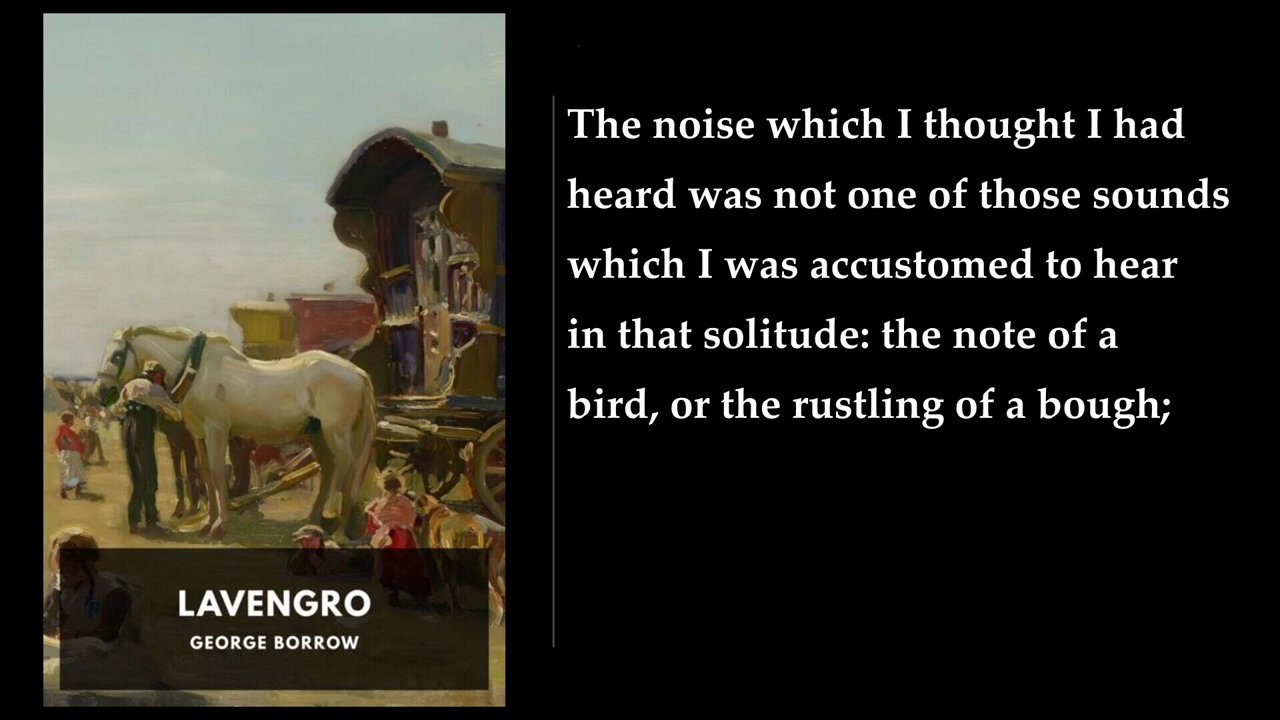 LAVENGRO
GEORGE BORROW
The noise which I thought I had
heard was not one of those sounds
which I was accustomed to hear
in that solitude: the note of a
bird, or the rustling of a bough;